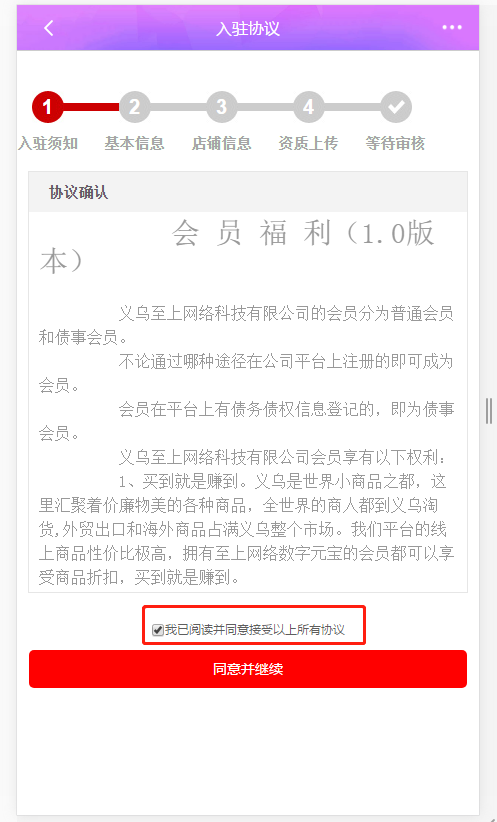 入驻协议
1 2 3 4
入驻须知 基本信息 店铺信息 资质上传 等待审核
协议确认
会 员 福 利（1.0版
本）
义乌至上网络科技有限公司的会员分为普通会员
和债事会员。
不论通过哪种途径在公司平台上注册的即可成为
会员。
会员在平台上有债务债权信息登记的，即为债事
会员。
义乌至上网络科技有限公司会员享有以下权利：
1、买到就是赚到。义乌是世界小商品之都，这
里汇聚着价廉物美的各种商品，全世界的商人都到义乌淘
货,外贸出口和海外商品占满义乌整个市场。我们平台的线
上商品性价比极高，拥有至上网络数字元宝的会员都可以享
受商品折扣，买到就是赚到。
我已阅读并同意接受以上所有协议
同意并继续